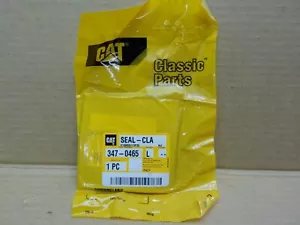 CAT
Classic
Parts
CAT
SEAL-CLA
347-0465 L
1 PC